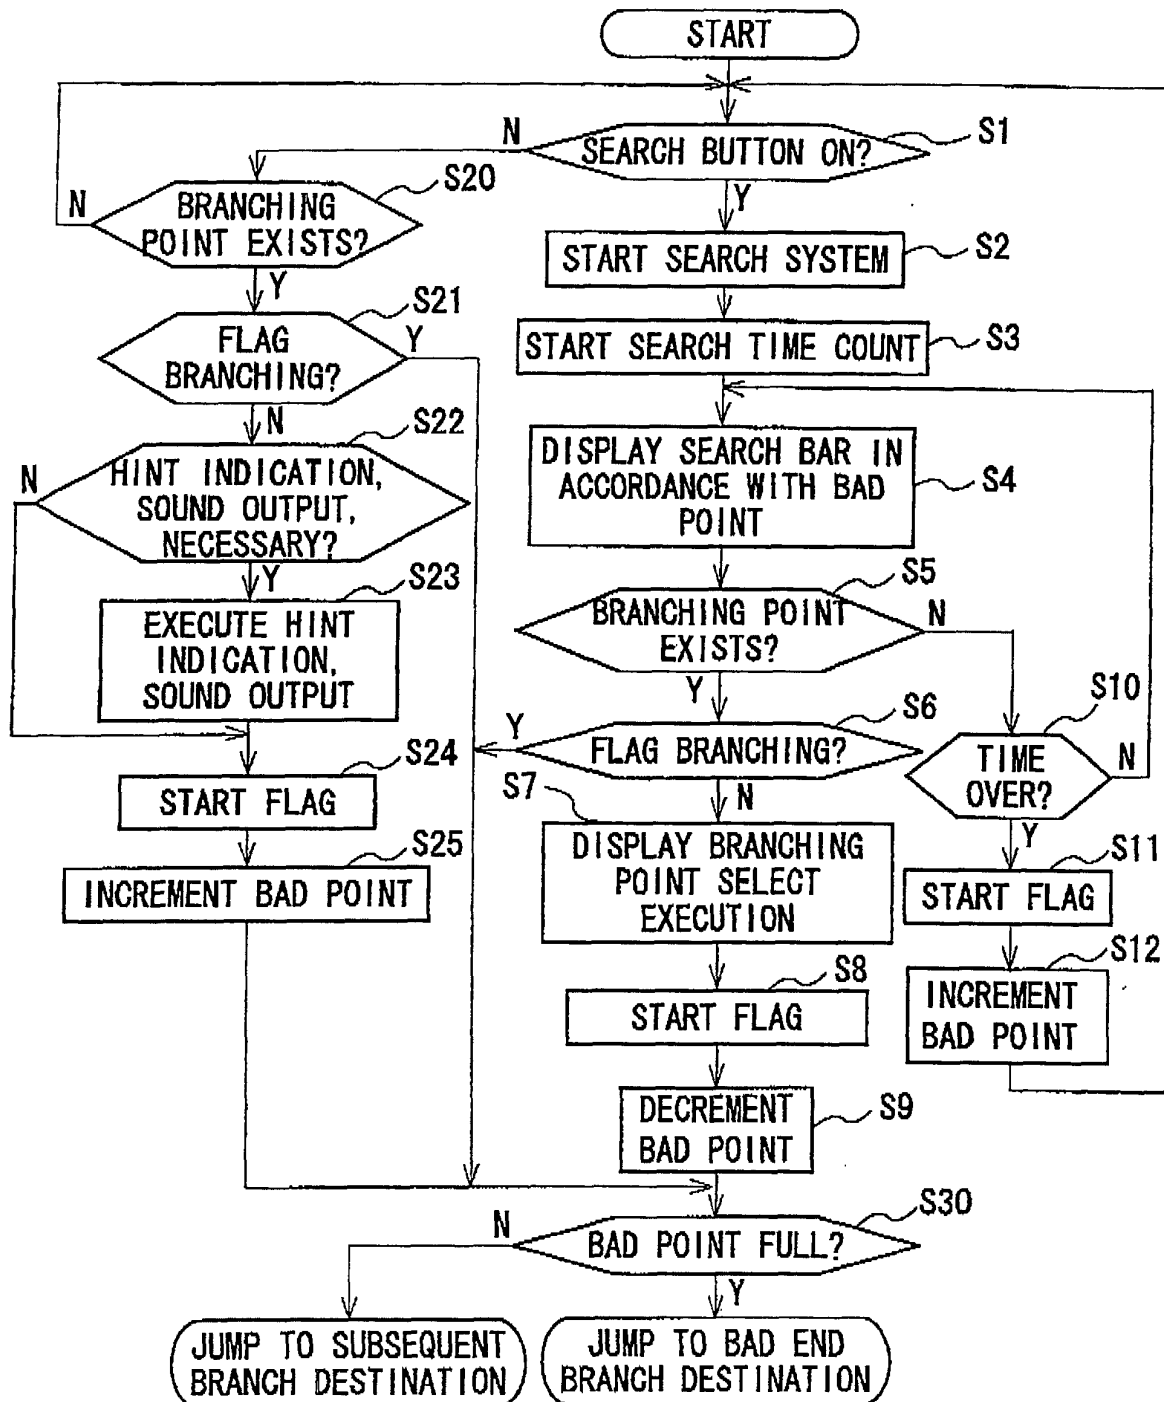 START
N
SEARCH BUTTON ON?
S1
Y
N
BRANCHING
POINT EXISTS?
S20
Y
START SEARCH SYSTEM
S2
FLAG
BRANCHING?
S21
Y
N
START SEARCH TIME COUNT
S3
N
HINT INDICATION,
SOUND OUTPUT,
NECESSARY?
S22
Y
DISPLAY SEARCH BAR IN
ACCORDANCE WITH BAD
POINT
S4
EXECUTE HINT
INDICATION,
SOUND OUTPUT
S23
BRANCHING POINT
EXISTS?
S5
N
Y
Y
FLAG BRANCHING?
S6
N
TIME
OVER?
S10
N
Y
START FLAG
S24
S7
DISPLAY BRANCHING
POINT SELECT
EXECUTION
START FLAG
S11
INCREMENT BAD POINT
S25
START FLAG
S8
INCREMENT
BAD POINT
S12
DECREMENT
BAD POINT
S9
N
BAD POINT FULL?
S30
Y
JUMP TO SUBSEQUENT
BRANCH DESTINATION
JUMP TO BAD END
BRANCH DESTINATION